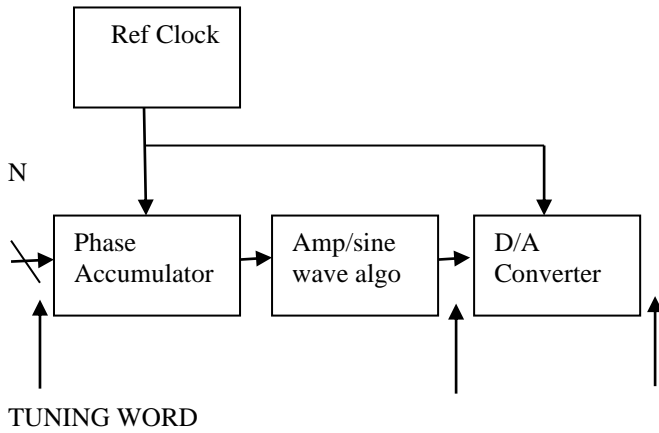 Ref Clock
N
Phase
Accumulator
Amp/sine
wave algo
D/A
Converter
TUNING WORD